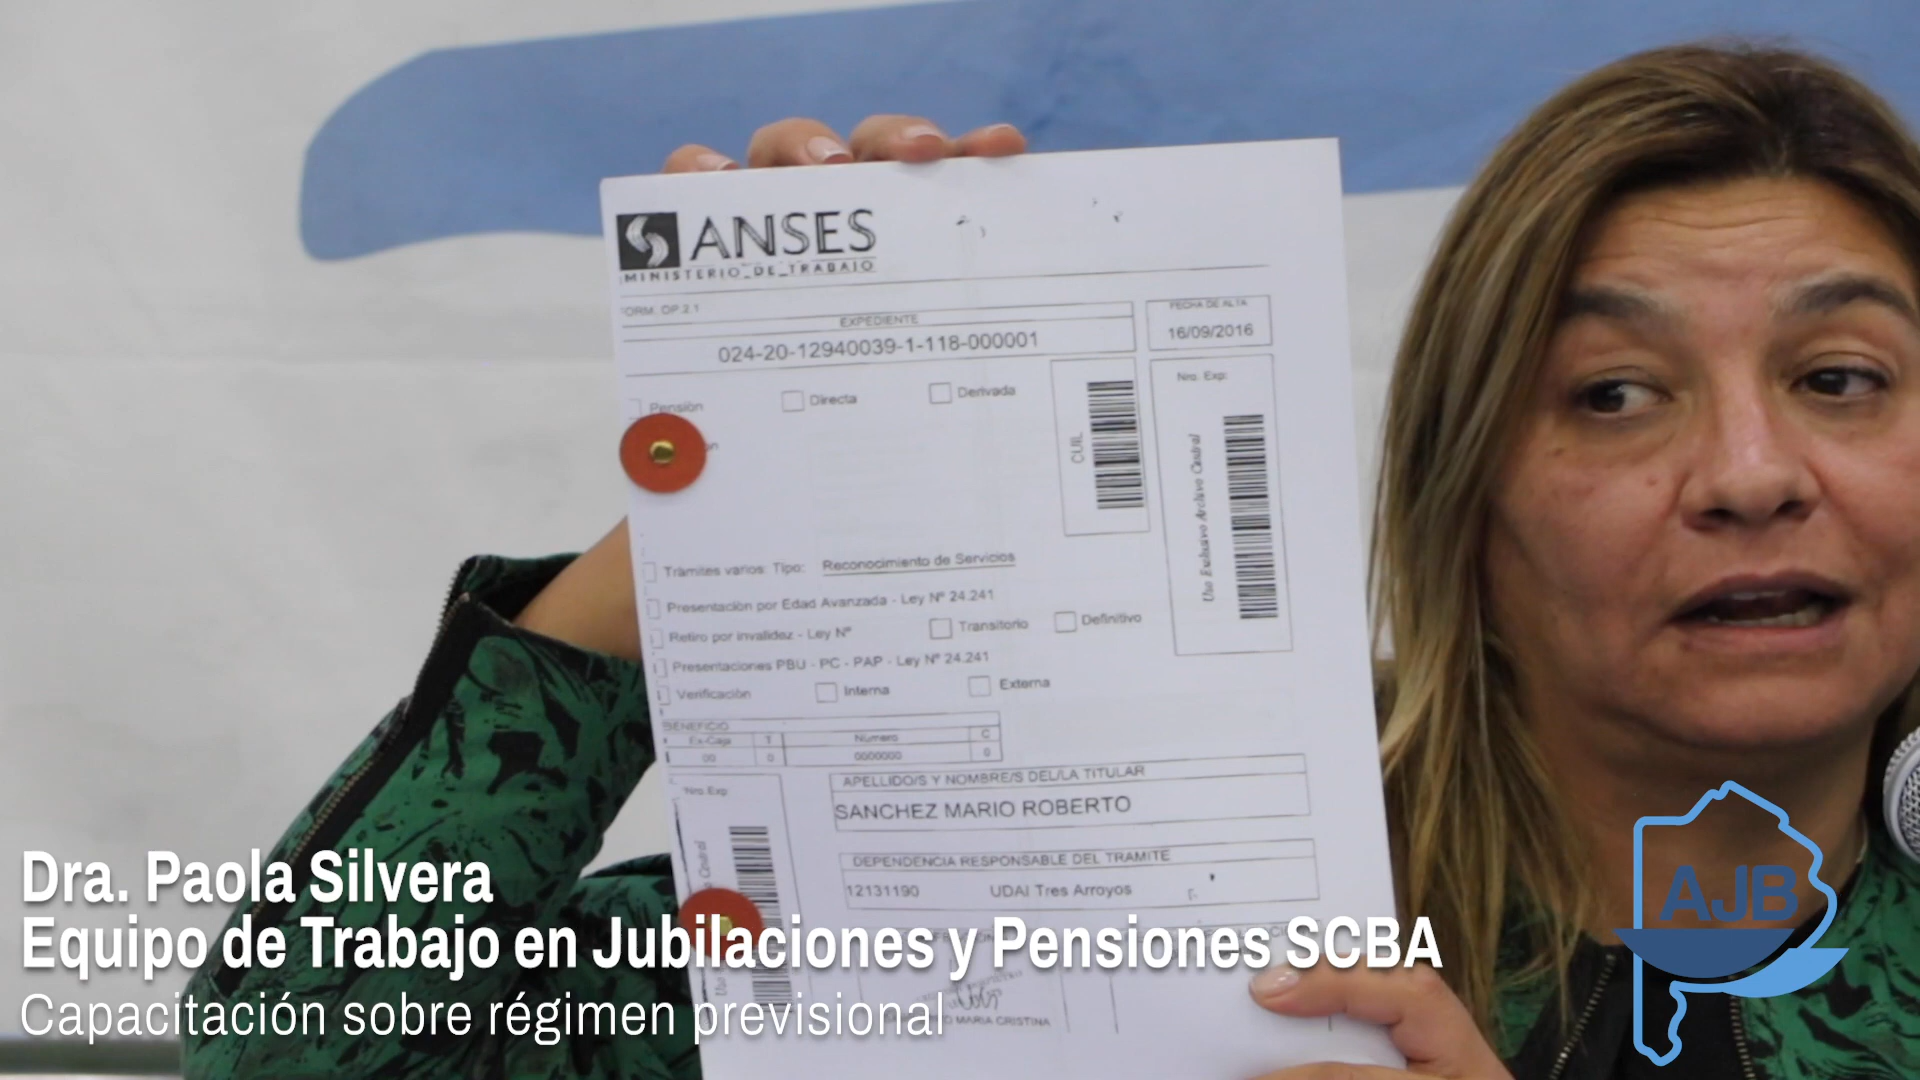 ANSES
MINISTERIO DE TRABAJO
FORM. OP.2.1
EXPEDIENTE
024-20-12940039-1-118-000001
FECHA DE ALTA
16/09/2016
Pensión
Directa
Derivada
CUIL
Nro. Exp:
Uso Exclusivo Archivo Central
Trámites varios: Tipo: Reconocimiento de Servicios
Presentación por Edad Avanzada - Ley Nº 24.241
Retiro por invalidez - Ley Nº
Transitorio
Definitivo
Presentaciones PBU - PC - PAP - Ley Nº 24.241
Verificación
Interna
Externa
BENEFICIO
Ex-Caja T Numero C
00 0 0000000 0
Nro.Exp
Central
APELLIDO/S Y NOMBRE/S DEL/LA TITULAR
SANCHEZ MARIO ROBERTO
DEPENDENCIA RESPONSABLE DEL TRAMITE
12131190 UDAI Tres Arroyos
MARIA CRISTINA
Dra. Paola Silvera
Equipo de Trabajo en Jubilaciones y Pensiones SCBA
Capacitación sobre régimen previsional
AJB